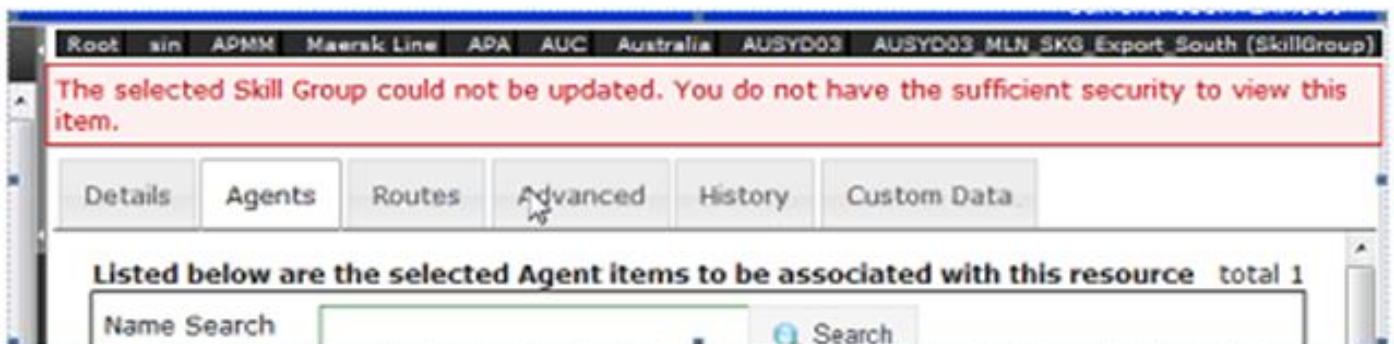 Root sin APMM Maersk Line APA AUC Australia AUSYD03 AUSYD03_MLN_SKG_Export_South (SkillGroup)
The selected Skill Group could not be updated. You do not have the sufficient security to view this
item.
Details Agents Routes Advanced History Custom Data
Listed below are the selected Agent items to be associated with this resource total 1
Name Search Search